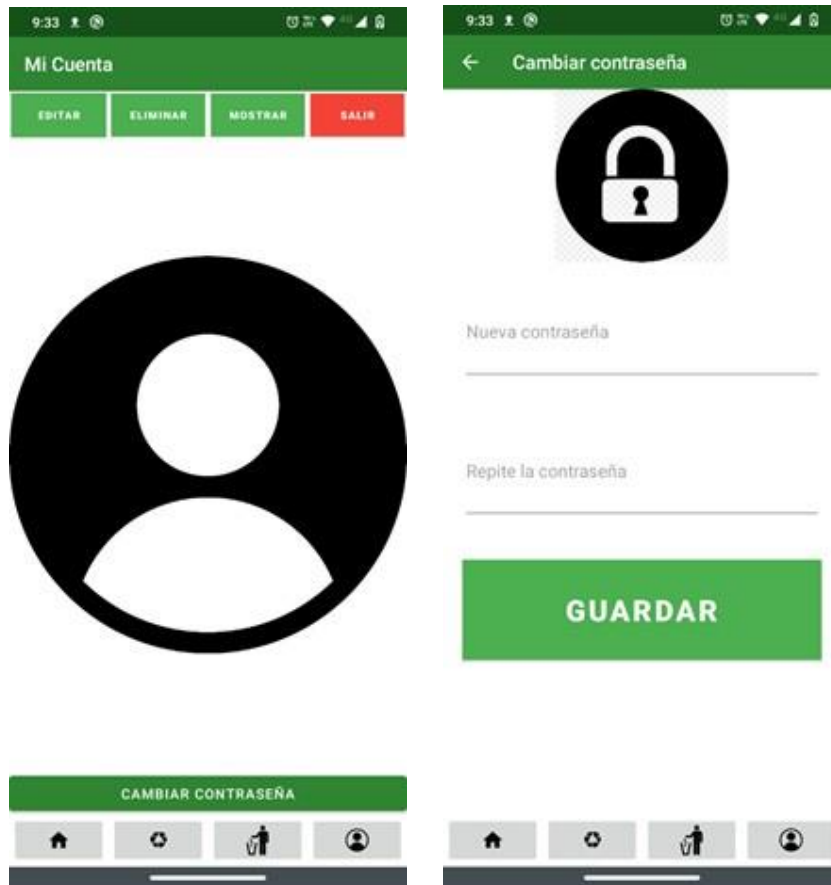 9:33
Mi Cuenta
EDITAR
ELIMINAR
MOSTRAR
SALIR
CAMBIAR CONTRASEÑA
9:33
Cambiar contraseña
Nueva contraseña
Repite la contraseña
GUARDAR